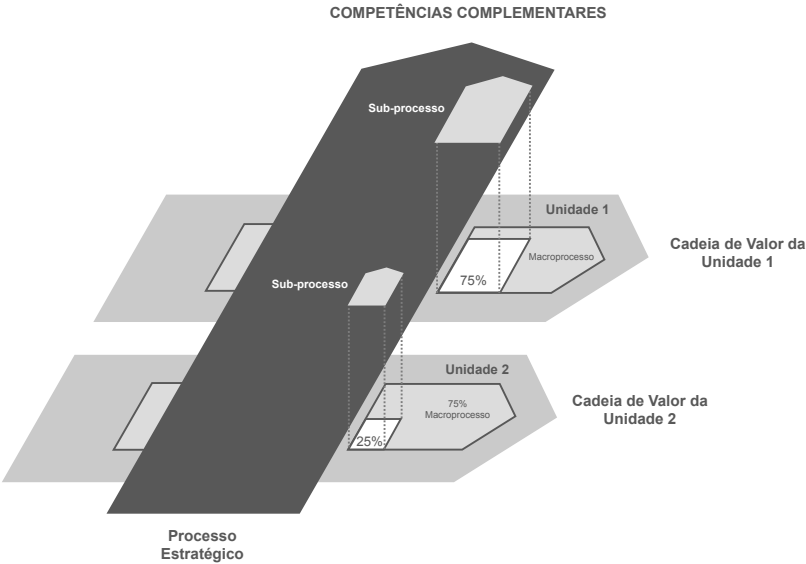 COMPETÊNCIAS COMPLEMENTARES
Sub-processo
Unidade 1
Cadeia de Valor da
Unidade 1
Macroprocesso
75%
Sub-processo
Unidade 2
Cadeia de Valor da
Unidade 2
75%
Macroprocesso
25%
Processo
Estratégico